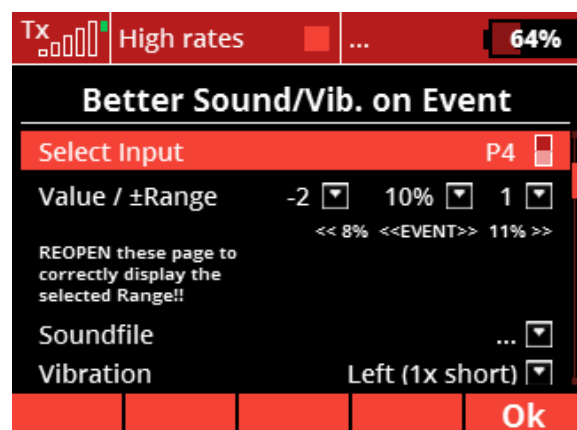 Tx High rates ... 64%
Better Sound/Vib. on Event
Select Input P4
Value / ±Range -2 10% 1
<< 8% <<EVENT>> 11% >>
REOPEN these page to
correctly display the
selected Range!!
Soundfile ...
Vibration Left (1x short)
Ok